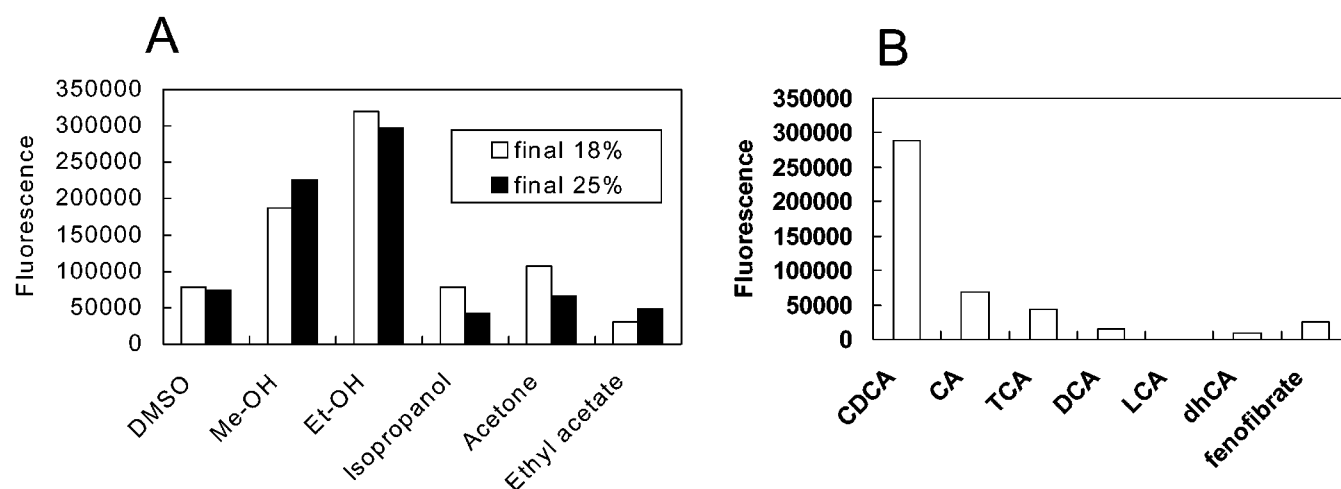 A
350000
300000
250000
200000
150000
100000
50000
0
Fluorescence
final 18%
final 25%
DMSO
Me-OH
Et-OH
Isopropanol
Acetone
Ethyl acetate
B
350000
300000
250000
200000
150000
100000
50000
0
Fluorescence
CDCA
CA
TCA
DCA
LCA
dhCA
fenofibrate